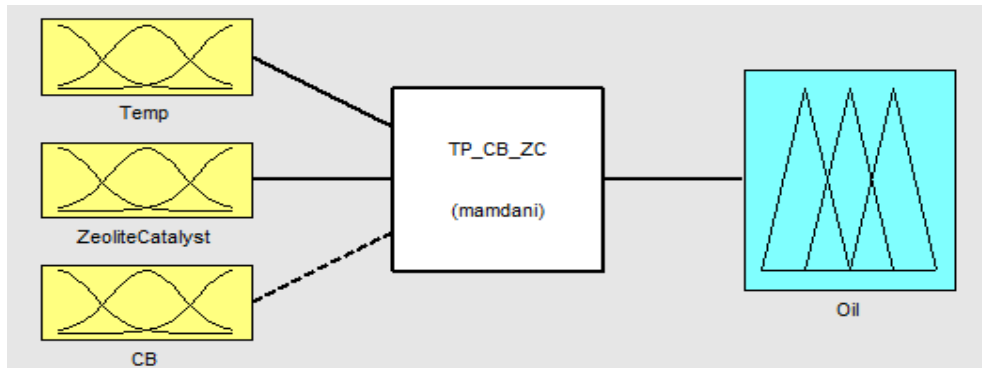 Temp
ZeoliteCatalyst
CB
TP_CB_ZC
(mamdani)
Oil